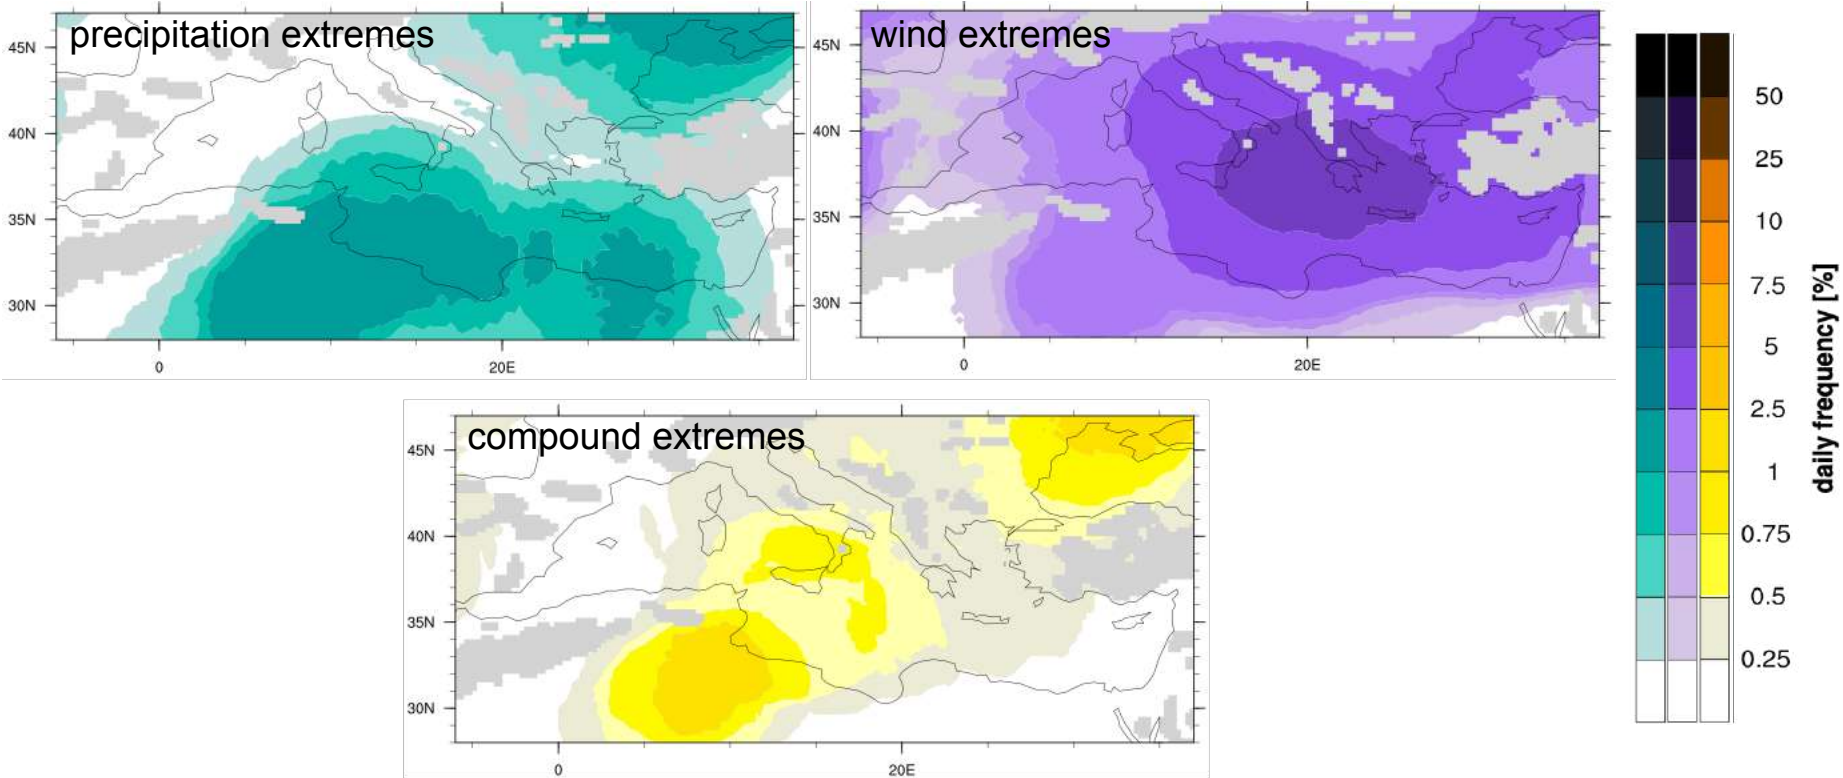 precipitation extremes
45N
40N
35N
30N
0
20E
wind extremes
45N
40N
35N
30N
0
20E
compound extremes
45N
40N
35N
30N
0
20E
50
25
10
7.5
5
2.5
1
0.75
0.5
0.25
daily frequency [%]